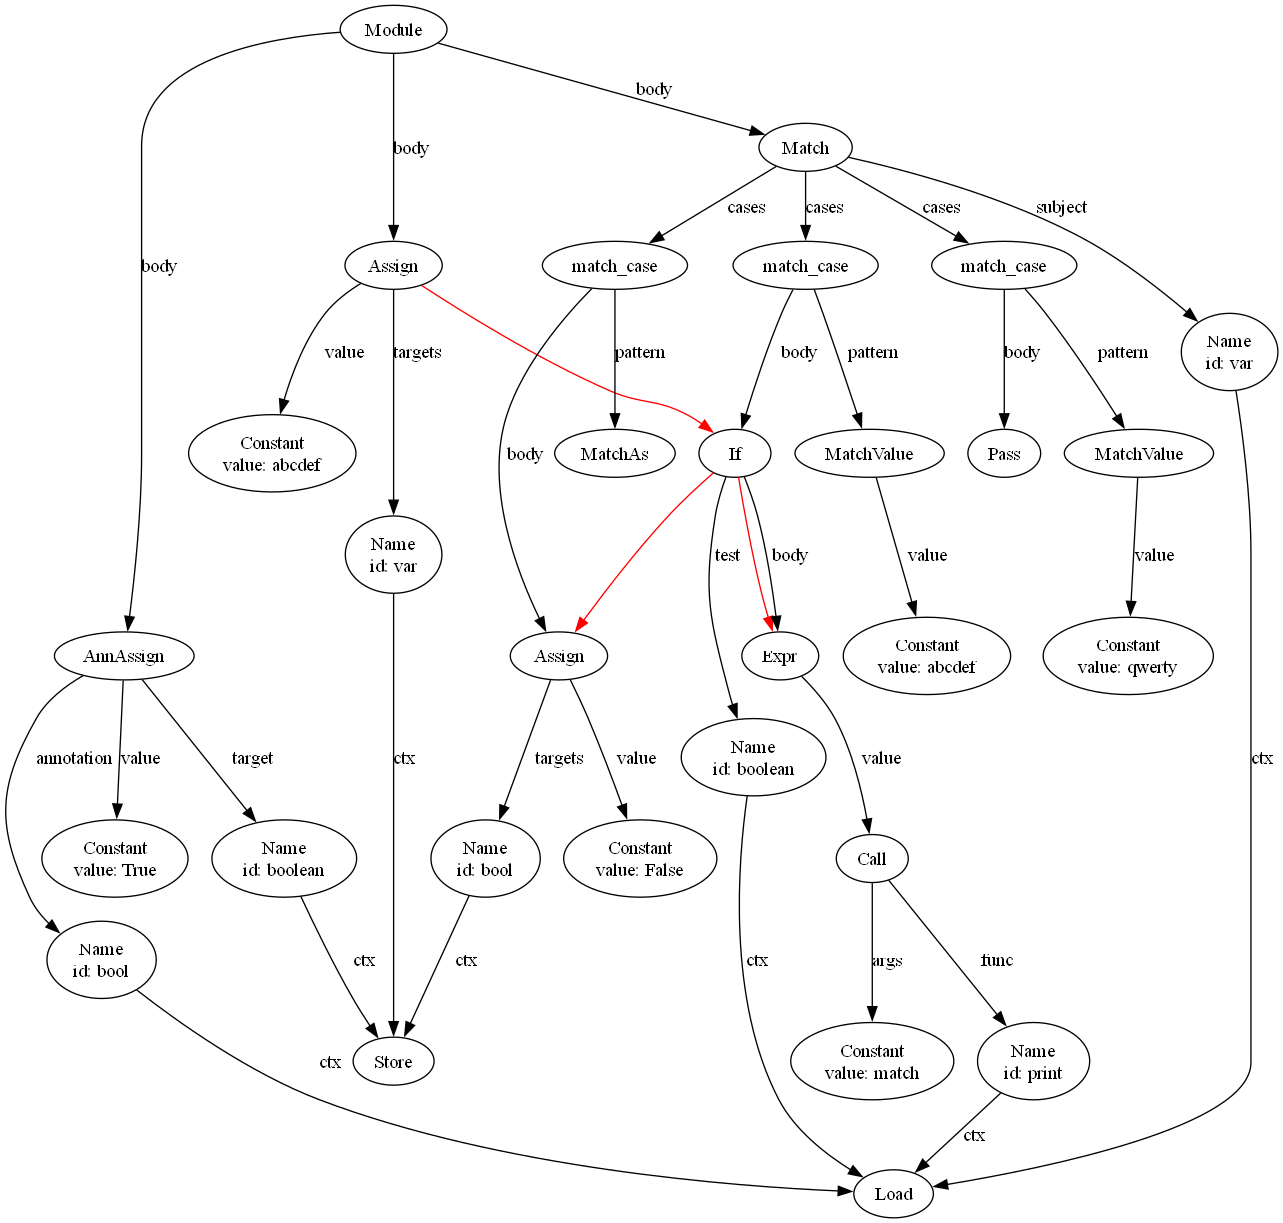 Module
body
Match
body
cases
cases
cases
subject
body
Assign
match_case
match_case
match_case
value
targets
body
pattern
body
pattern
body
pattern
Name
id: var
Constant
value: abcdef
MatchAs
If
MatchValue
Pass
MatchValue
Name
id: var
test
body
value
value
AnnAssign
Assign
Expr
Constant
value: abcdef
Constant
value: qwerty
annotation
value
target
ctx
targets
value
Name
id: boolean
value
ctx
Constant
value: True
Name
id: boolean
Name
id: bool
Constant
value: False
Call
Name
id: bool
ctx
ctx
ctx
args
func
ctx
Store
Constant
value: match
Name
id: print
ctx
Load